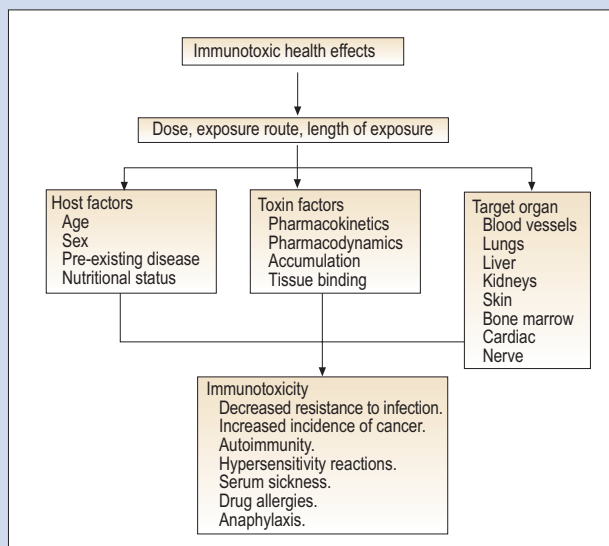 Immunotoxic health effects
Dose, exposure route, length of exposure
Host factors
Age
Sex
Pre-existing disease
Nutritional status
Toxin factors
Pharmacokinetics
Pharmacodynamics
Accumulation
Tissue binding
Target organ
Blood vessels
Lungs
Liver
Kidneys
Skin
Bone marrow
Cardiac
Nerve
Immunotoxicity
Decreased resistance to infection.
Increased incidence of cancer.
Autoimmunity.
Hypersensitivity reactions.
Serum sickness.
Drug allergies.
Anaphylaxis.